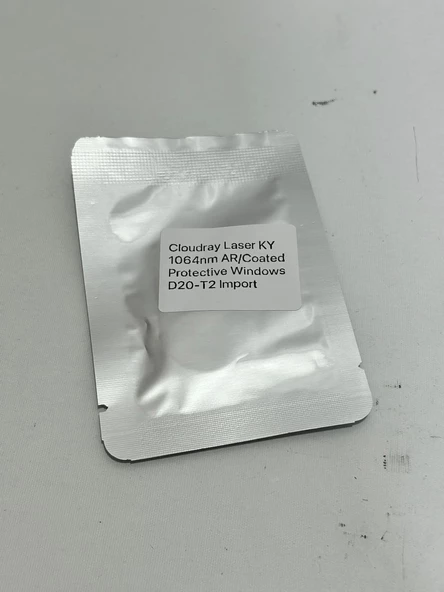 Cloudray Laser KY
1064nm AR/Coated
Protective Windows
D20-T2 Import